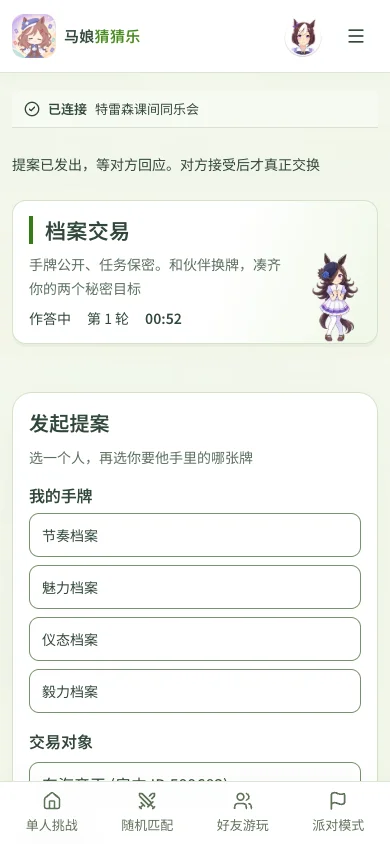 马娘猜猜乐
已连接 特雷森课间同乐会
提案已发出，等对方回应。对方接受后才真正交换
档案交易
手牌公开、任务保密。和伙伴换牌，凑齐
你的两个秘密目标
作答中 第 1 轮 00:52
发起提案
选一个人，再选你要他手里的哪张牌
我的手牌
节奏档案
魅力档案
仪态档案
毅力档案
交易对象
单人挑战 随机匹配 好友游玩 派对模式